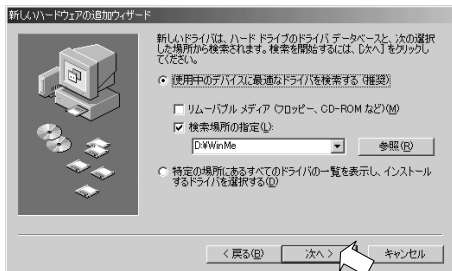 新しいハードウェアの追加ウィザード
新しいドライバは、ハード ドライブのドライバ データベースと、次の選択
した場所から検索されます。検索を開始するには、[次へ] をクリックし
てください。
使用中のデバイスに最適なドライバを検索する (推奨)
リムーバブル メディア (フロッピー、CD-ROM など)(M)
検索場所の指定(L):
D:¥WinMe
参照(R)
特定の場所にあるすべてのドライバの一覧を表示し、インストール
するドライバを選択する(D)
< 戻る(B)
次へ >
キャンセル